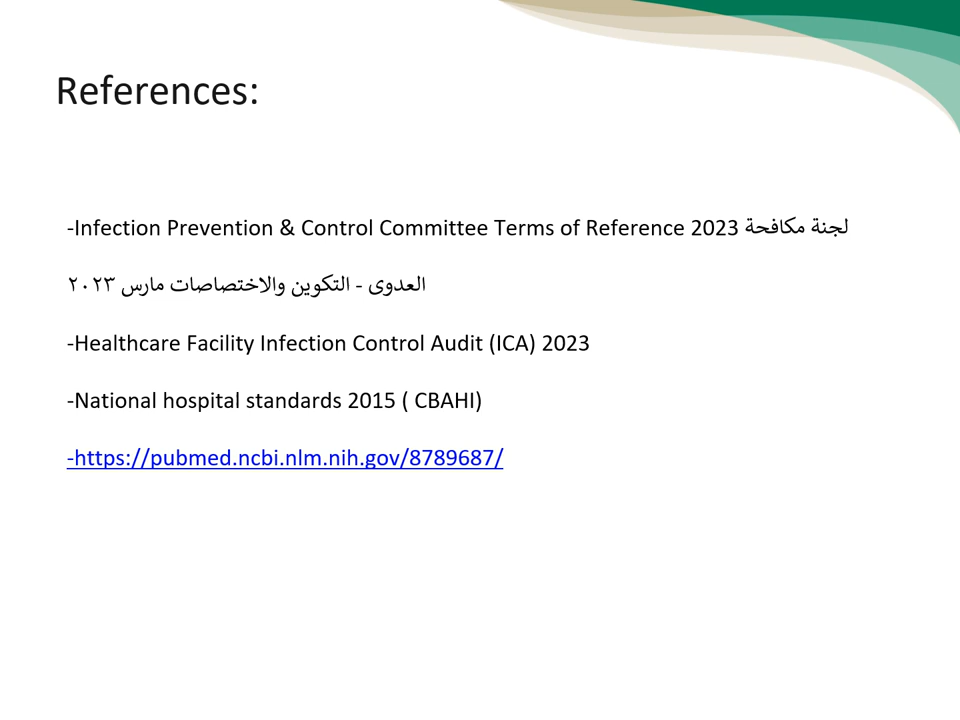 References:
-Infection Prevention & Control Committee Terms of Reference 2023 لجنة مكافحة
العدوى - التكوين والاختصاصات مارس ٢٠٢٣
-Healthcare Facility Infection Control Audit (ICA) 2023
-National hospital standards 2015 ( CBAHI)
-https://pubmed.ncbi.nlm.nih.gov/8789687/